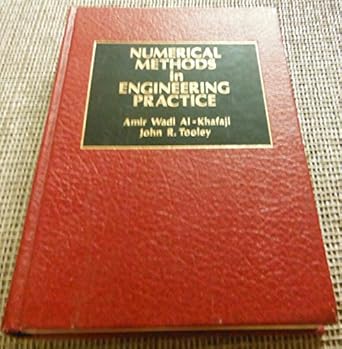 NUMERICAL
METHODS
in
ENGINEERING
PRACTICE
Amir Wadi Al-Khafaji
John R. Tooley